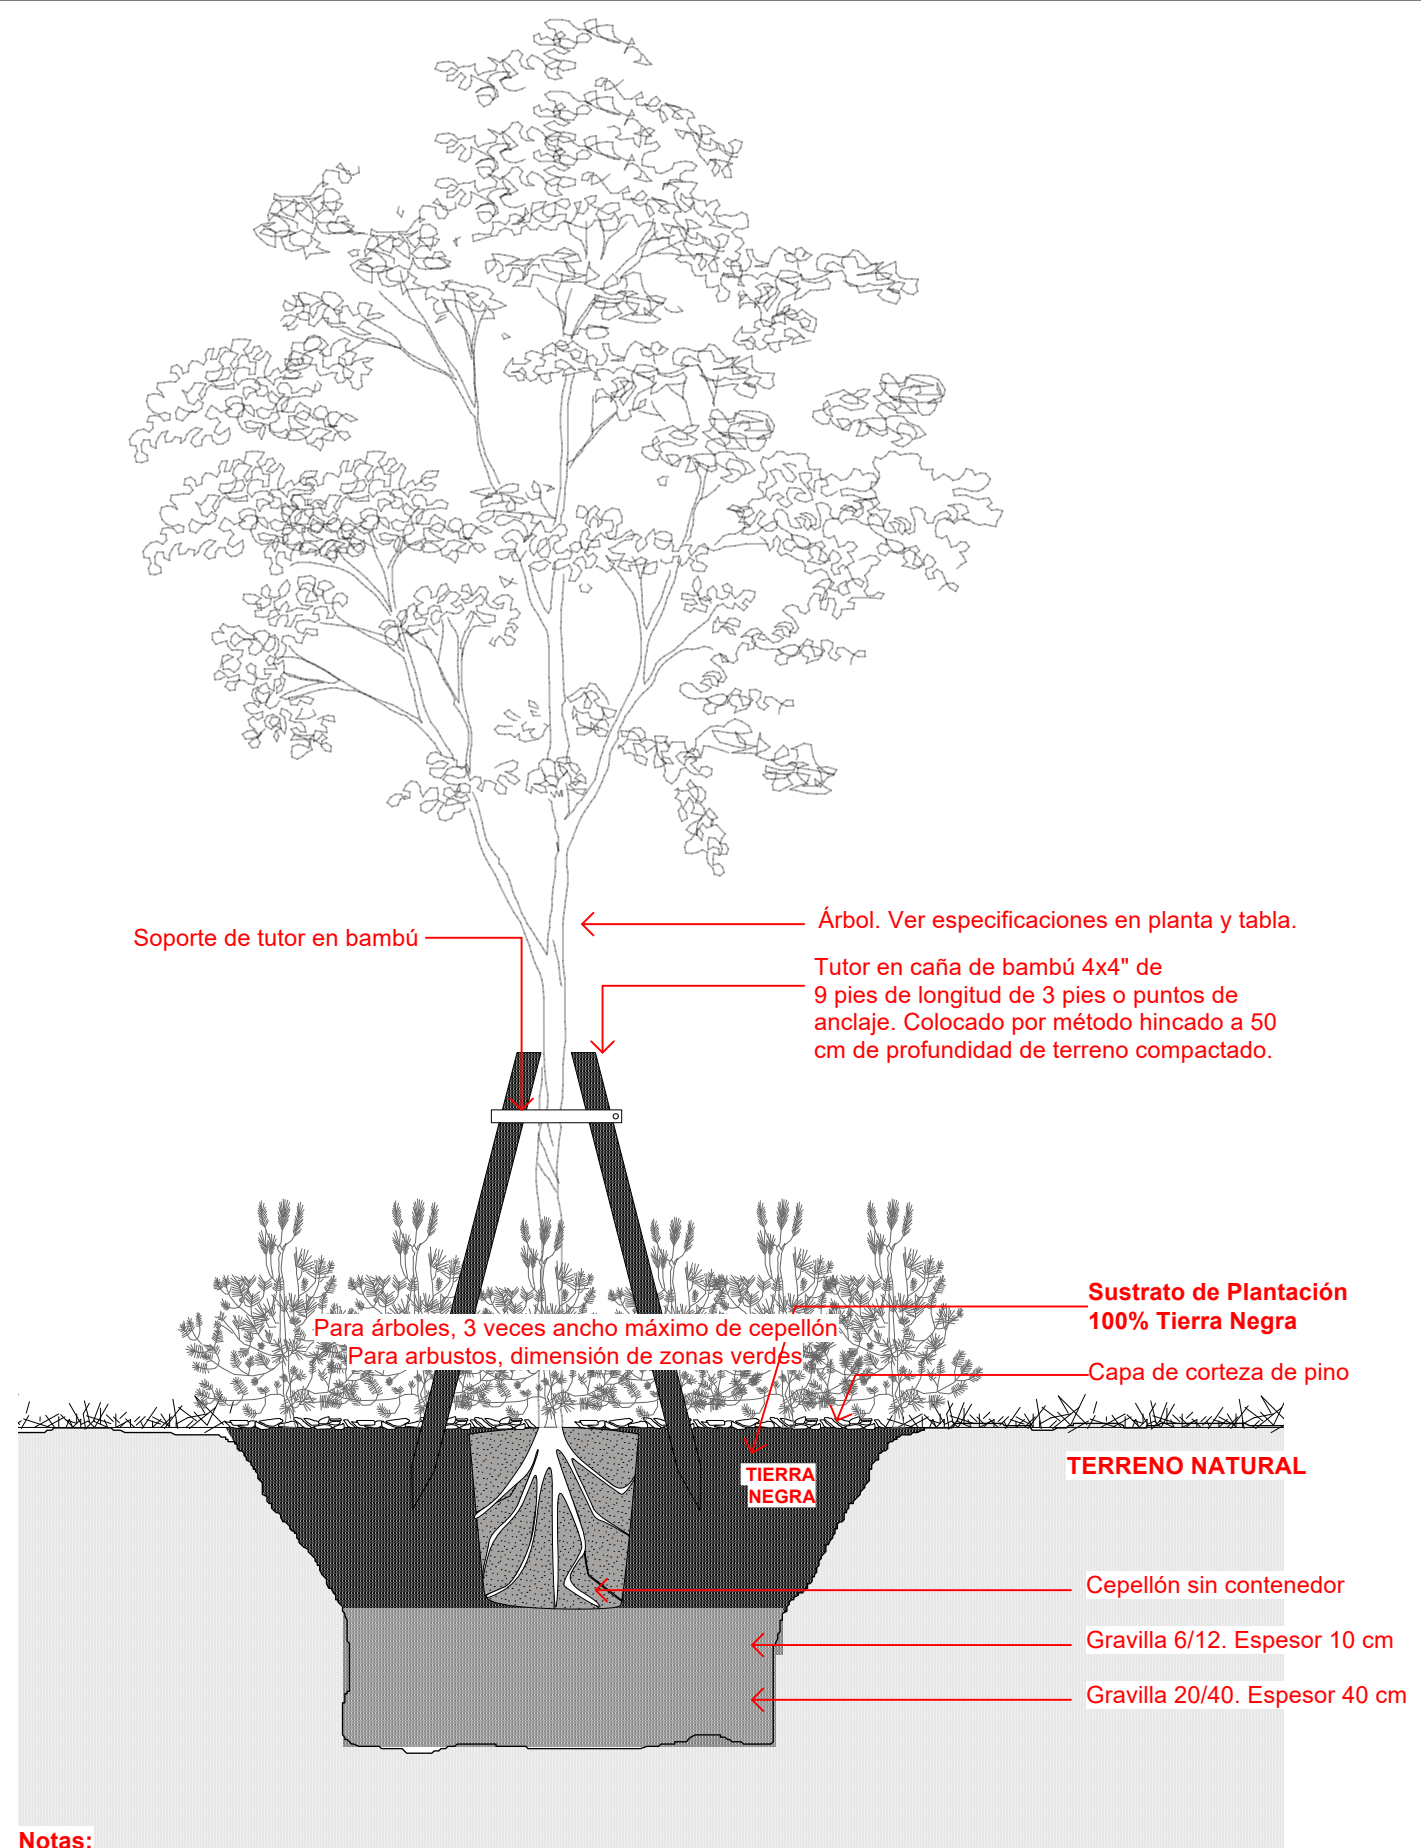 Árbol. Ver especificaciones en planta y tabla.
Soporte de tutor en bambú
Tutor en caña de bambú 4x4" de
9 pies de longitud de 3 pies o puntos de
anclaje. Colocado por método hincado a 50
cm de profundidad de terreno compactado.
Sustrato de Plantación
100% Tierra Negra
Para árboles, 3 veces ancho máximo de cepellón
Para arbustos, dimensión de zonas verdes
Capa de corteza de pino
TERRENO NATURAL
TIERRA
NEGRA
Cepellón sin contenedor
Gravilla 6/12. Espesor 10 cm
Gravilla 20/40. Espesor 40 cm
Notas: